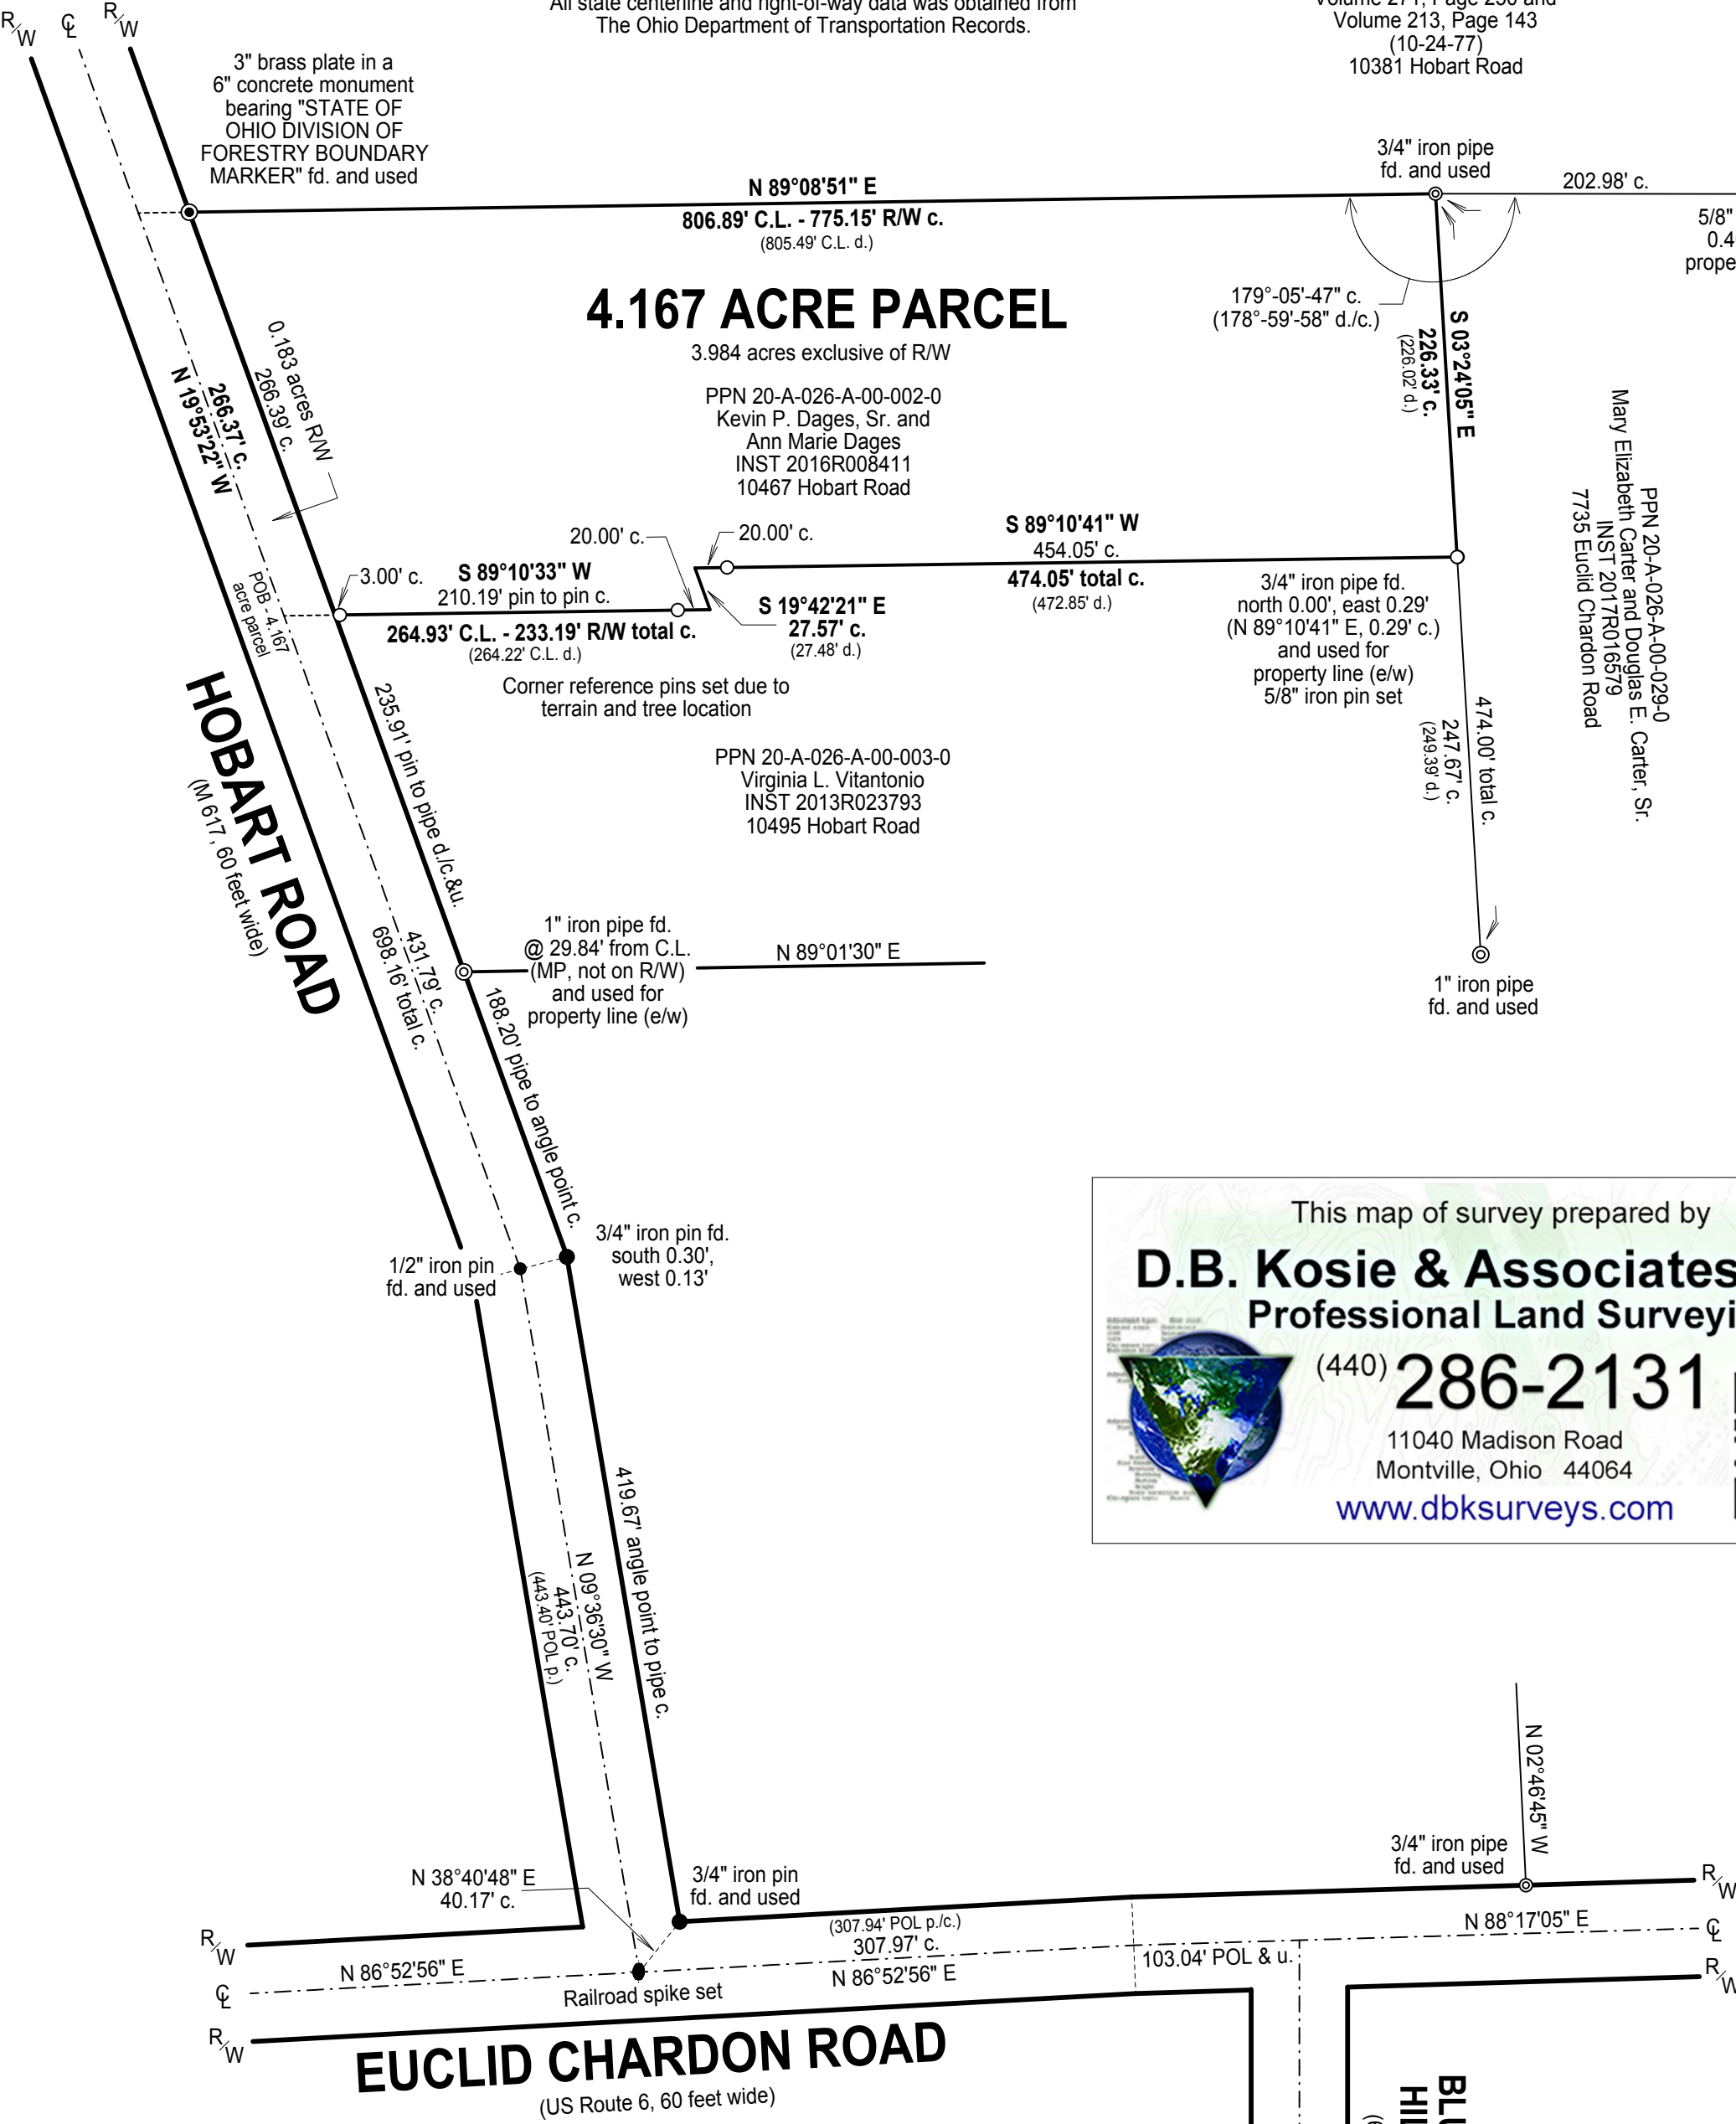 All state centerline and right-of-way data was obtained from
The Ohio Department of Transportation Records.
Volume 213, Page 143
(10-24-77)
10381 Hobart Road
R/W
℄
R/W
3" brass plate in a
6" concrete monument
bearing "STATE OF
OHIO DIVISION OF
FORESTRY BOUNDARY
MARKER" fd. and used
N 89°08'51" E
806.89' C.L. - 775.15' R/W c.
(805.49' C.L. d.)
3/4" iron pipe
fd. and used
202.98' c.
5/8"
179°-05'-47" c.
(178°-59'-58" d./c.)
4.167 ACRE PARCEL
3.984 acres exclusive of R/W
PPN 20-A-026-A-00-002-0
Kevin P. Dages, Sr. and
Ann Marie Dages
INST 2016R008411
10467 Hobart Road
S 03°24'05" E
226.33' c.
(226.02' d.)
0.183 acres R/W
266.39' c.
266.37' c.
N 19°53'22" W
PPN 20-A-026-A-00-029-0
Mary Elizabeth Carter and Douglas E. Carter, Sr.
INST 2017R016579
7735 Euclid Chardon Road
20.00' c.
20.00' c.
S 89°10'41" W
454.05' c.
474.05' total c.
(472.85' d.)
3.00' c.
S 89°10'33" W
210.19' pin to pin c.
264.93' C.L. - 233.19' R/W total c.
(264.22' C.L. d.)
S 19°42'21" E
27.57' c.
(27.48' d.)
3/4" iron pipe fd.
north 0.00', east 0.29'
(N 89°10'41" E, 0.29' c.)
and used for
property line (e/w)
5/8" iron pin set
POB - 4.167
acre parcel
Corner reference pins set due to
terrain and tree location
PPN 20-A-026-A-00-003-0
Virginia L. Vitantonio
INST 2013R023793
10495 Hobart Road
474.00' total c.
247.67' c.
(249.39' d.)
HOBART ROAD
(M 617, 60 feet wide)
235.91' pin to pipe d./c.&u.
431.79' c.
698.16' total c.
1" iron pipe fd.
@ 29.84' from C.L.
(MP, not on R/W)
and used for
property line (e/w)
N 89°01'30" E
1" iron pipe
fd. and used
188.20' pipe to angle point c.
3/4" iron pin fd.
south 0.30',
west 0.13'
1/2" iron pin
fd. and used
This map of survey prepared by
D.B. Kosie & Associates
Professional Land
(440) 286-2131
11040 Madison Road
Montville, Ohio 44064
www.dbksurveys.com
419.67' angle point to pipe c.
N 09°36'30" W
443.70' c.
(443.40' POL p.)
N 02°46'45" W
3/4" iron pipe
fd. and used
N 38°40'48" E
40.17' c.
3/4" iron pin
fd. and used
R/W
(307.94' POL p./c.)
307.97' c.
N 88°17'05" E
℄
R/W
N 86°52'56" E
N 86°52'56" E
103.04' POL & u.
R/W
℄
Railroad spike set
R/W
EUCLID CHARDON ROAD
(US Route 6, 60 feet wide)